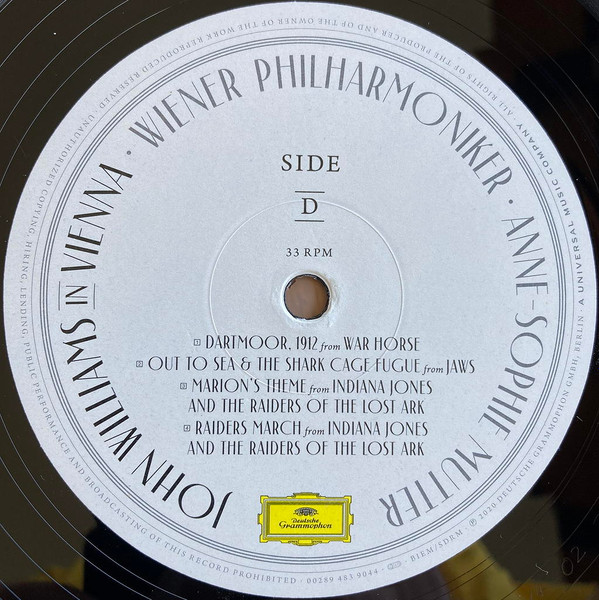 JOHN WILLIAMS IN VIENNA · WIENER PHILHARMONIKER · ANNE-SOPHIE MUTTER
SIDE
D
33 RPM
1 DARTMOOR, 1912 from WAR HORSE
2 OUT TO SEA & THE SHARK CAGE FUGUE from JAWS
3 MARION'S THEME from INDIANA JONES
AND THE RAIDERS OF THE LOST ARK
4 RAIDERS MARCH from INDIANA JONES
AND THE RAIDERS OF THE LOST ARK
Deutsche
Grammophon
℗ 2020 DEUTSCHE GRAMMOPHON GMBH, BERLIN · A UNIVERSAL MUSIC COMPANY · ALL RIGHTS OF THE PRODUCER AND OF THE OWNER OF THE WORK REPRODUCED RESERVED · UNAUTHORIZED COPYING, HIRING, LENDING, PUBLIC PERFORMANCE AND BROADCASTING OF THIS RECORD PROHIBITED · 00289 483 9044 · BIEM/SDRM ·